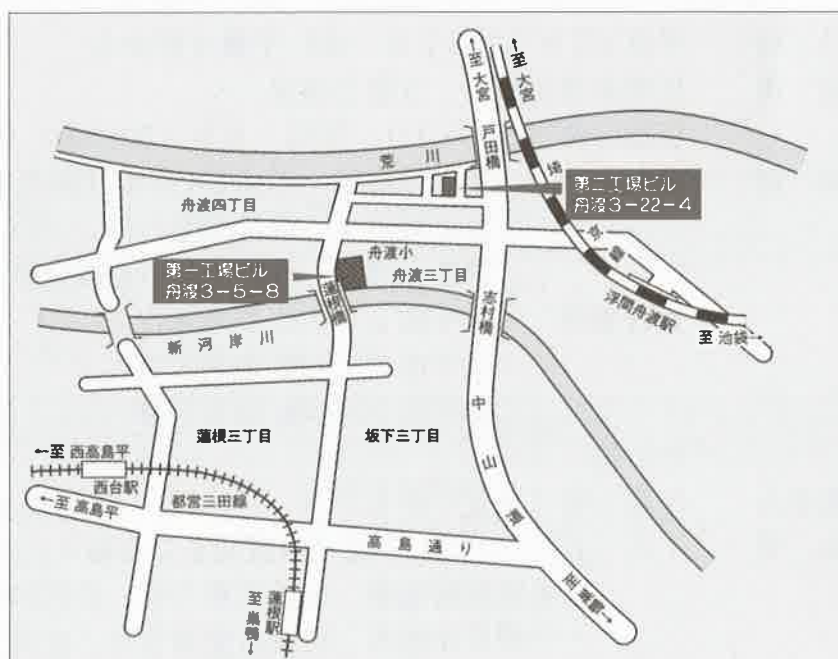 ←至大宮
←至大宮
戸田橋
荒川
埼京線
第二工場ビル
舟渡3-22-4
舟渡四丁目
舟渡小
舟渡三丁目
第一工場ビル
舟渡3-5-8
蓮根橋
志村橋
浮間舟渡駅
至池袋→
新河岸川
中山道
蓮根三丁目
坂下三丁目
←至西高島平
西台駅
都営三田線
←至高島平
高島通り
蓮根駅
至巣鴨→
至